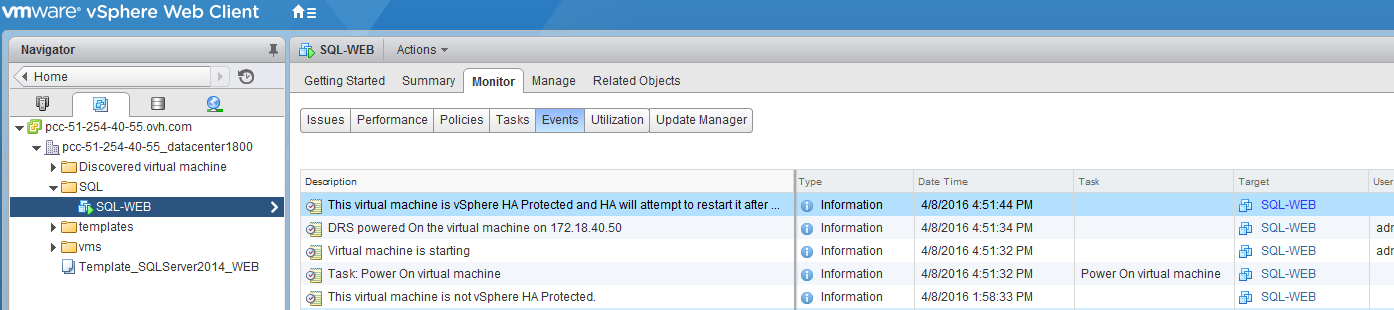 vmware® vSphere Web Client
Navigator
SQL-WEB Actions
Home
Getting Started Summary Monitor Manage Related Objects
Issues Performance Policies Tasks Events Utilization Update Manager
pcc-51-254-40-55.ovh.com
pcc-51-254-40-55_datacenter1800
Discovered virtual machine
SQL
SQL-WEB
templates
vms
Template_SQLServer2014_WEB
Description Type Date Time Task Target User
This virtual machine is vSphere HA Protected and HA will attempt to restart it after ... Information 4/8/2016 4:51:44 PM SQL-WEB
DRS powered On the virtual machine on 172.18.40.50 Information 4/8/2016 4:51:34 PM SQL-WEB adr
Virtual machine is starting Information 4/8/2016 4:51:32 PM SQL-WEB adr
Task: Power On virtual machine Information 4/8/2016 4:51:32 PM Power On virtual machine SQL-WEB
This virtual machine is not vSphere HA Protected. Information 4/8/2016 1:58:33 PM SQL-WEB